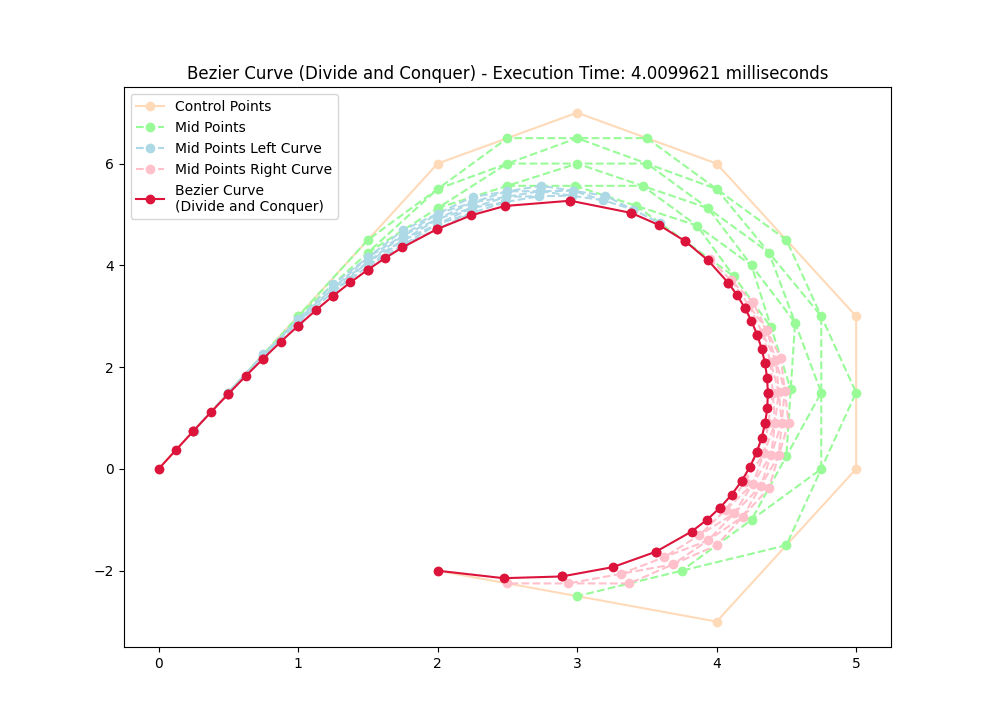 Bezier Curve (Divide and Conquer) - Execution Time: 4.0099621 milliseconds
Control Points
Mid Points
Mid Points Left Curve
Mid Points Right Curve
Bezier Curve
(Divide and Conquer)
6
4
2
0
−2
0 1 2 3 4 5